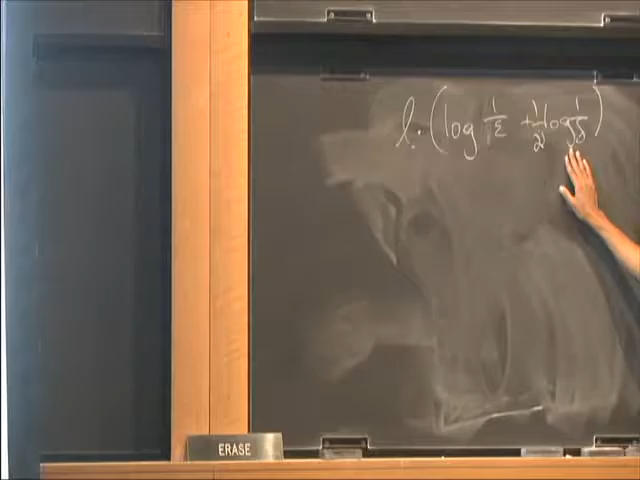 l · ( log 1/ε + 1/2 log 1/δ )
ERASE